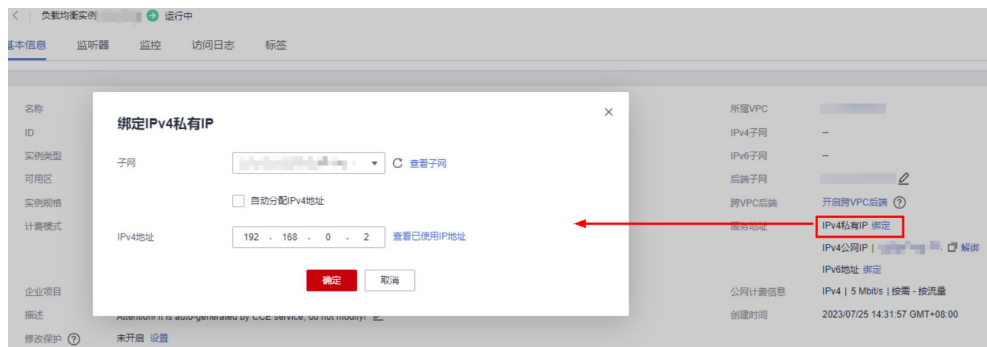 负载均衡实例 运行中
基本信息 监听器 监控 访问日志 标签
名称
ID
实例类型
可用区
实例规格
计费模式
企业项目
描述 Attention! It is auto-generated by CCE service, do not modify!
修改保护 未开启 设置
绑定IPv4私有IP
子网 查看子网
自动分配IPv4地址
IPv4地址 192 . 168 . 0 . 2 查看已使用IP地址
确定 取消
所属VPC
IPv4子网 --
IPv6子网 --
后端子网
跨VPC后端 开启跨VPC后端
服务地址 IPv4私有IP 绑定
IPv4公网IP | 解绑
IPv6地址 绑定
公网计费信息 IPv4 | 5 Mbit/s | 按需 - 按流量
创建时间 2023/07/25 14:31:57 GMT+08:00